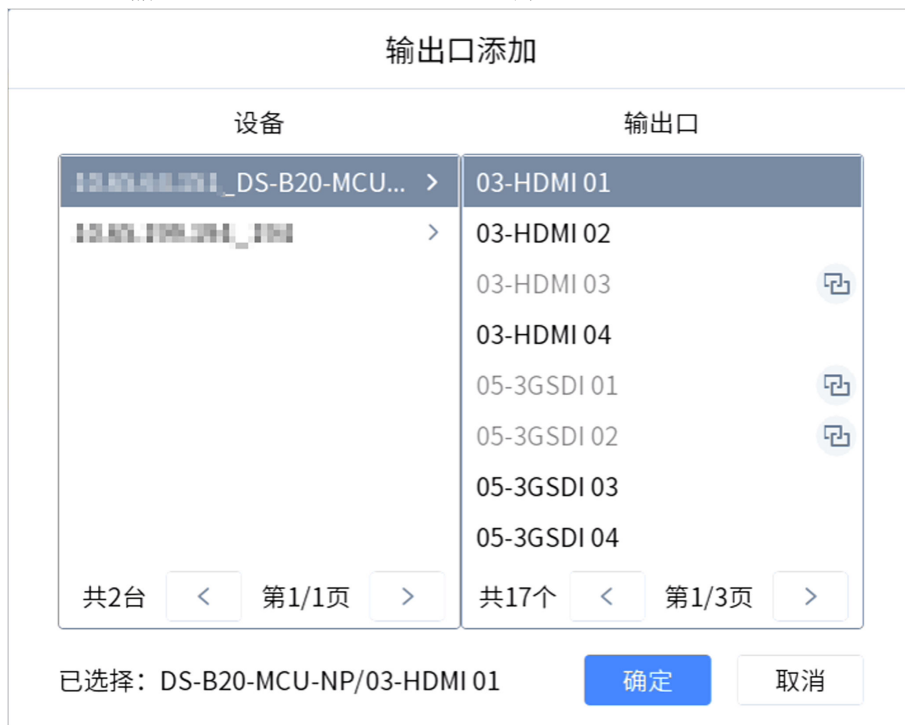 输出口添加
设备
输出口
_DS-B20-MCU...
03-HDMI 01
03-HDMI 02
03-HDMI 03
03-HDMI 04
05-3GSDI 01
05-3GSDI 02
05-3GSDI 03
05-3GSDI 04
共2台 < 第1/1页 >
共17个 < 第1/3页 >
已选择：DS-B20-MCU-NP/03-HDMI 01
确定
取消